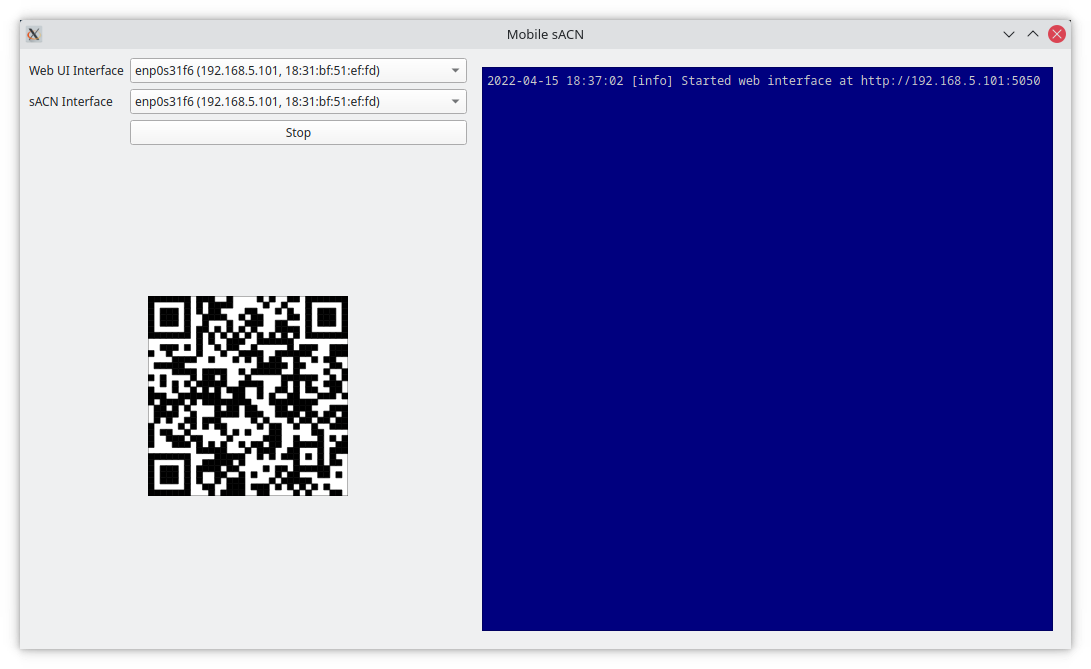 Mobile sACN
Web UI Interface
enp0s31f6 (192.168.5.101, 18:31:bf:51:ef:fd)
sACN Interface
enp0s31f6 (192.168.5.101, 18:31:bf:51:ef:fd)
Stop
2022-04-15 18:37:02 [info] Started web interface at http://192.168.5.101:5050